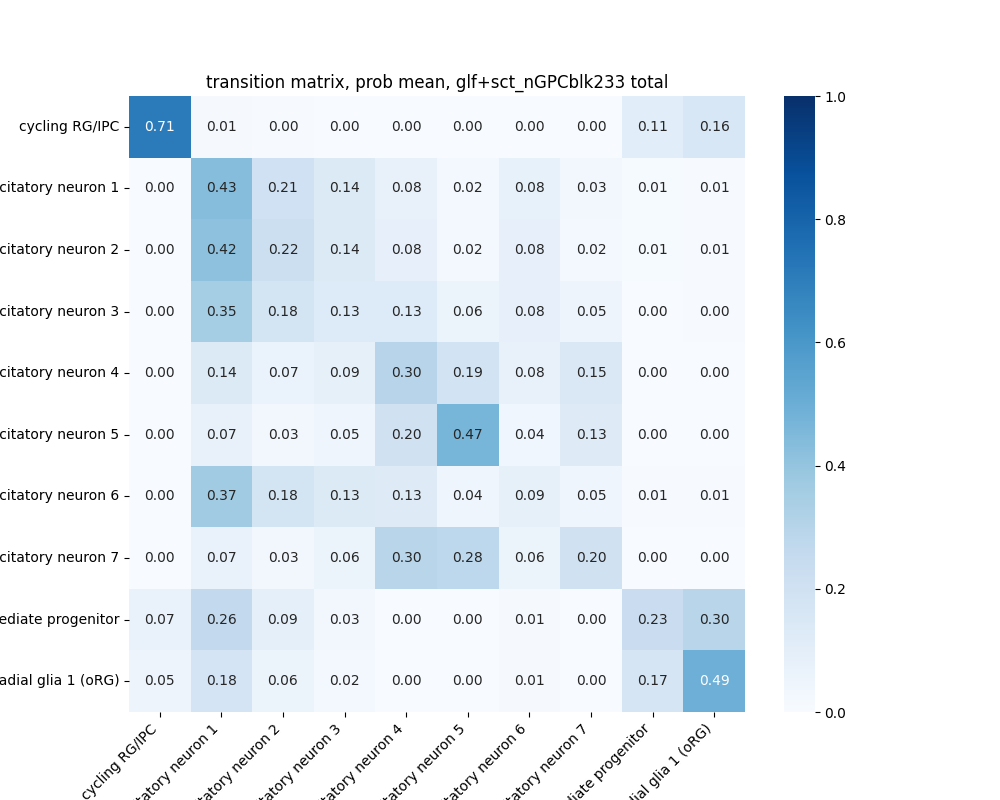 transition matrix, prob mean, glf+sct_nGPCblk233 total
cycling RG/IPC 0.71 0.01 0.00 0.00 0.00 0.00 0.00 0.00 0.11 0.16
citatory neuron 1 0.00 0.43 0.21 0.14 0.08 0.02 0.08 0.03 0.01 0.01
citatory neuron 2 0.00 0.42 0.22 0.14 0.08 0.02 0.08 0.02 0.01 0.01
citatory neuron 3 0.00 0.35 0.18 0.13 0.13 0.06 0.08 0.05 0.00 0.00
citatory neuron 4 0.00 0.14 0.07 0.09 0.30 0.19 0.08 0.15 0.00 0.00
citatory neuron 5 0.00 0.07 0.03 0.05 0.20 0.47 0.04 0.13 0.00 0.00
citatory neuron 6 0.00 0.37 0.18 0.13 0.13 0.04 0.09 0.05 0.01 0.01
citatory neuron 7 0.00 0.07 0.03 0.06 0.30 0.28 0.06 0.20 0.00 0.00
ediate progenitor 0.07 0.26 0.09 0.03 0.00 0.00 0.01 0.00 0.23 0.30
adial glia 1 (oRG) 0.05 0.18 0.06 0.02 0.00 0.00 0.01 0.00 0.17 0.49
cycling RG/IPC
tatory neuron 1
tatory neuron 2
tatory neuron 3
tatory neuron 4
tatory neuron 5
tatory neuron 6
tatory neuron 7
diate progenitor
dial glia 1 (oRG)
1.0
0.8
0.6
0.4
0.2
0.0